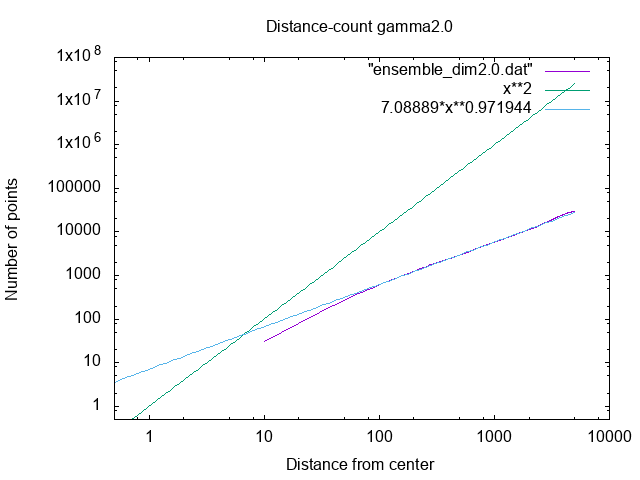 Distance-count gamma2.0
"ensemble_dim2.0.dat"
x**2
7.08889*x**0.971944
1x10^8
1x10^7
1x10^6
100000
10000
1000
100
10
1
Number of points
1 10 100 1000 10000
Distance from center